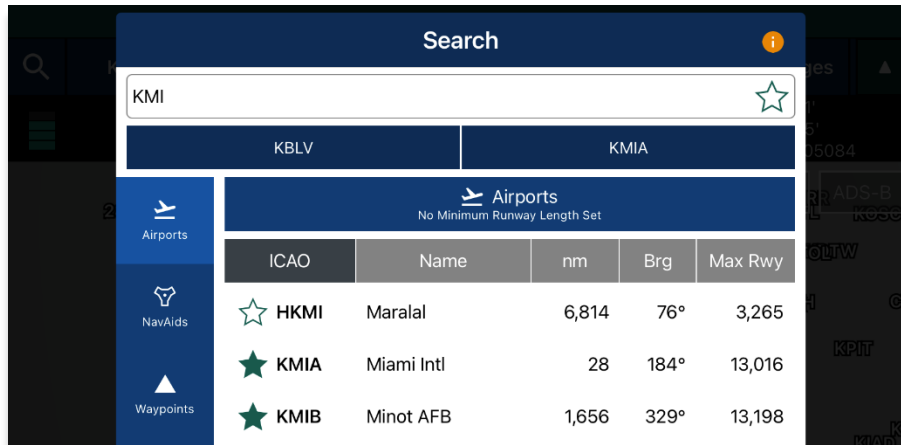 Search
KMI
KBLV KMIA
Airports
No Minimum Runway Length Set
Airports
ICAO Name nm Brg Max Rwy
HKMI Maralal 6,814 76° 3,265
NavAids
KMIA Miami Intl 28 184° 13,016
Waypoints
KMIB Minot AFB 1,656 329° 13,198
05084
ADS-B
KPIT